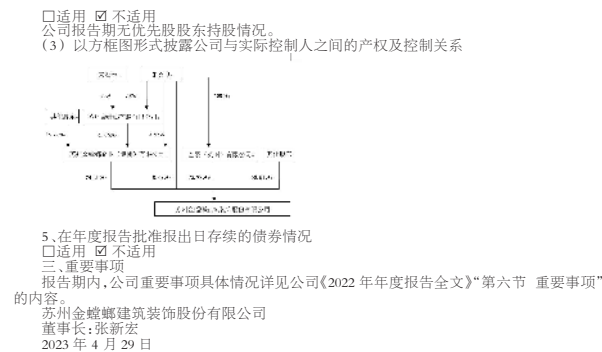 □适用 ☑ 不适用
公司报告期无优先股股东持股情况。
（3）以方框图形式披露公司与实际控制人之间的产权及控制关系
5、在年度报告批准报出日存续的债券情况
□适用 ☑ 不适用
三、重要事项
报告期内，公司重要事项具体情况详见公司《2022 年年度报告全文》“第六节 重要事项”
的内容。
苏州金螳螂建筑装饰股份有限公司
董事长：张新宏
2023 年 4 月 29 日